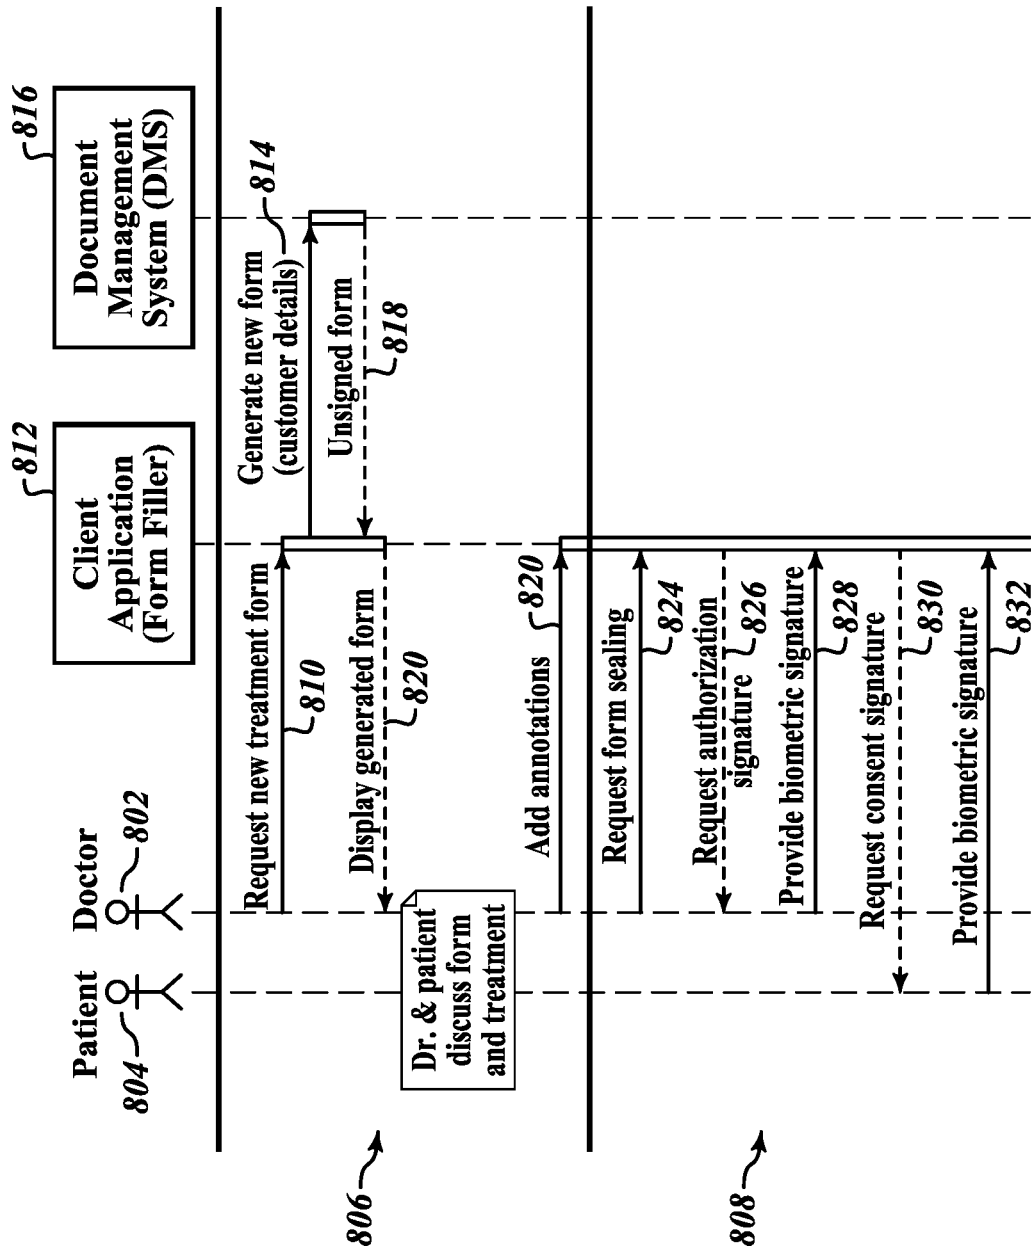 Patient
804
Doctor
802
Client
Application
(Form Filler)
812
Document
Management
System (DMS)
816
806
Request new treatment form
810
Generate new form
(customer details)
814
Unsigned form
818
Display generated form
820
Dr. & patient
discuss form
and treatment
Add annotations
820
808
Request form sealing
824
Request authorization
signature
826
Provide biometric signature
828
Request consent signature
830
Provide biometric signature
832